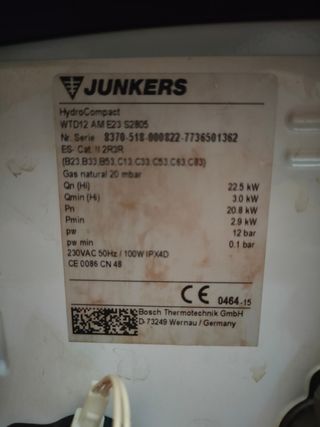 JUNKERS
HydroCompact
WTD12 AM E23 S2805
Nr. Serie 8370-518-000822-7736501362
ES- Cat. II 2R3R
(B23,B33,B53,C13,C33,C53,C63,C83)
Gas natural 20 mbar
Qn (Hi) 22.5 kW
Qmin (Hi) 3.0 kW
Pn 20.8 kW
Pmin 2.9 kW
pw 12 bar
pw min 0.1 bar
230VAC 50Hz / 100W IPX4D
CE 0086 CN 48
CE 0464-15
Bosch Thermotechnik GmbH
D-73249 Wernau / Germany